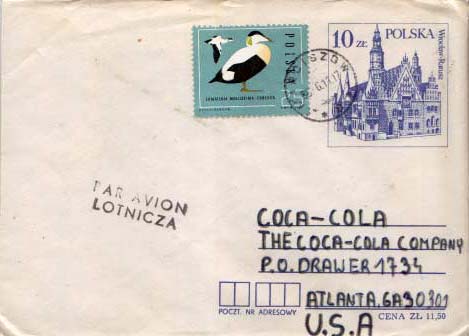 10 ZŁ POLSKA
Wrocław-Ratusz
POLSKA
PAR AVION
LOTNICZA
COCA-COLA
THE COCA-COLA COMPANY
P.O. DRAWER 1734
ATLANTA, GA 30301
U.S.A
POCZT. NR ADRESOWY
CENA ZŁ 11,50